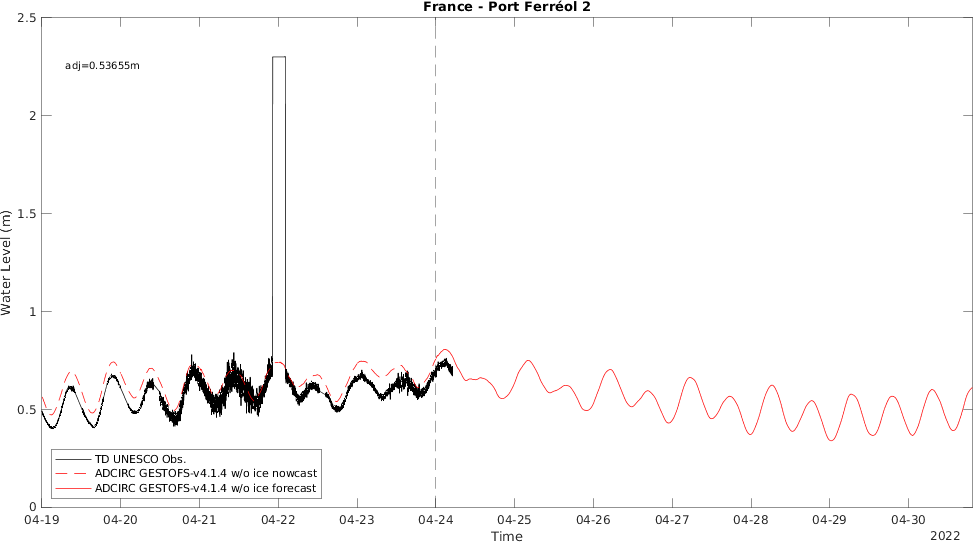 France - Port Ferréol 2
2.5
2
1.5
1
0.5
0
Water Level (m)
adj=0.53655m
TD UNESCO Obs.
ADCIRC GESTOFS-v4.1.4 w/o ice nowcast
ADCIRC GESTOFS-v4.1.4 w/o ice forecast
04-19 04-20 04-21 04-22 04-23 04-24 04-25 04-26 04-27 04-28 04-29 04-30
Time
2022